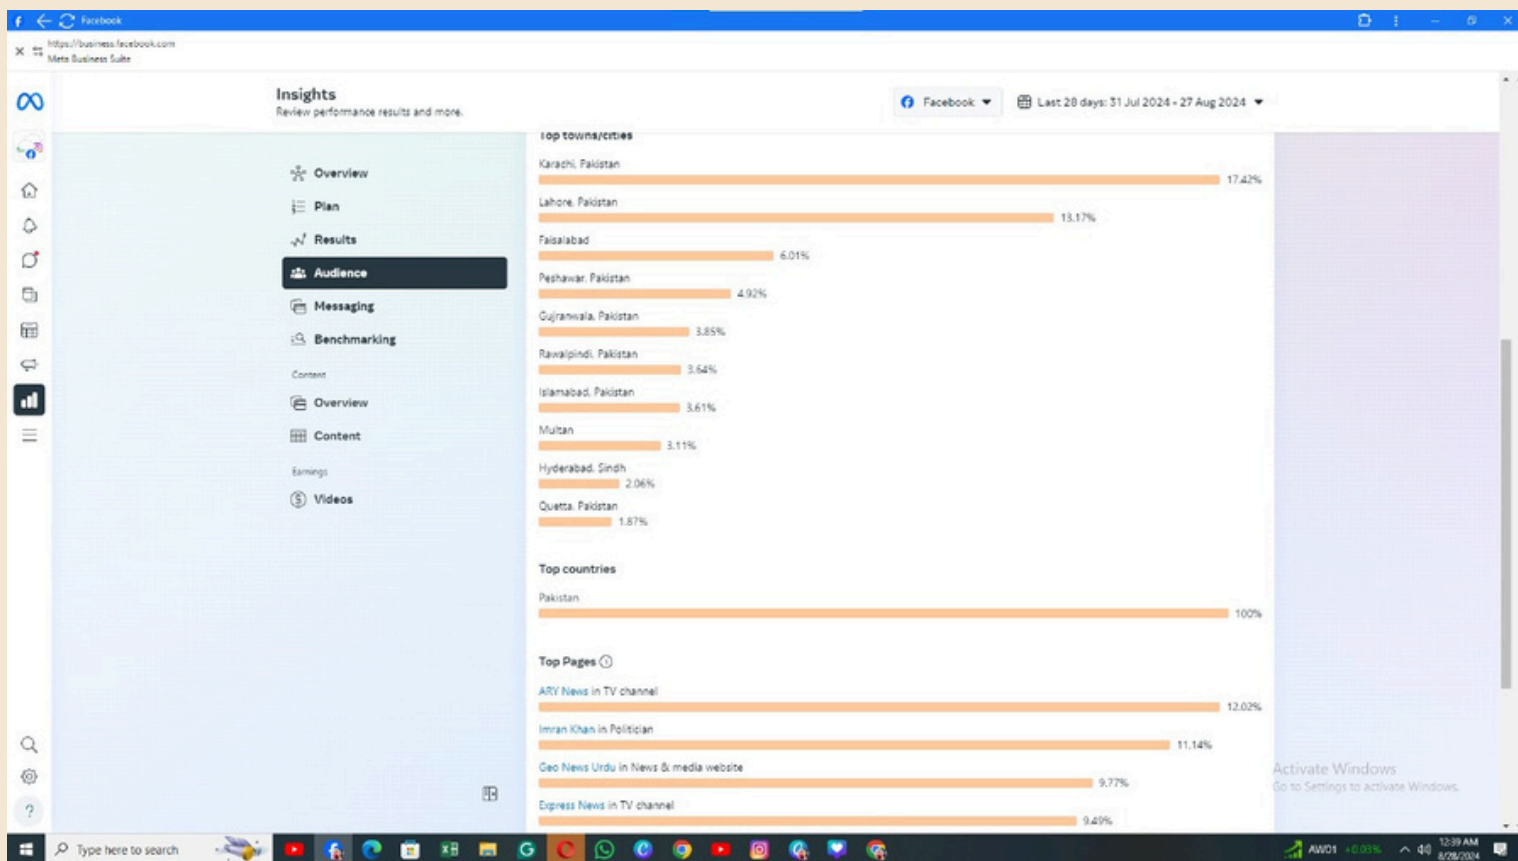 Facebook
https://business.facebook.com
Meta Business Suite
Insights
Review performance results and more.
Facebook
Last 28 days: 31 Jul 2024 - 27 Aug 2024
Overview
Plan
Results
Audience
Messaging
Benchmarking
Content
Overview
Content
Earnings
Videos
Top towns/cities
Karachi, Pakistan
17.42%
Lahore, Pakistan
13.17%
Faisalabad
6.01%
Peshawar, Pakistan
4.92%
Gujranwala, Pakistan
3.85%
Rawalpindi, Pakistan
3.64%
Islamabad, Pakistan
3.61%
Multan
3.11%
Hyderabad, Sindh
2.06%
Quetta, Pakistan
1.87%
Top countries
Pakistan
100%
Top Pages
ARY News in TV channel
12.02%
Imran Khan in Politician
11.14%
Geo News Urdu in News & media website
9.77%
Express News in TV channel
9.49%
Activate Windows
Go to Settings to activate Windows.
Type here to search
AW01 +0.03%
12:39 AM
8/28/2024